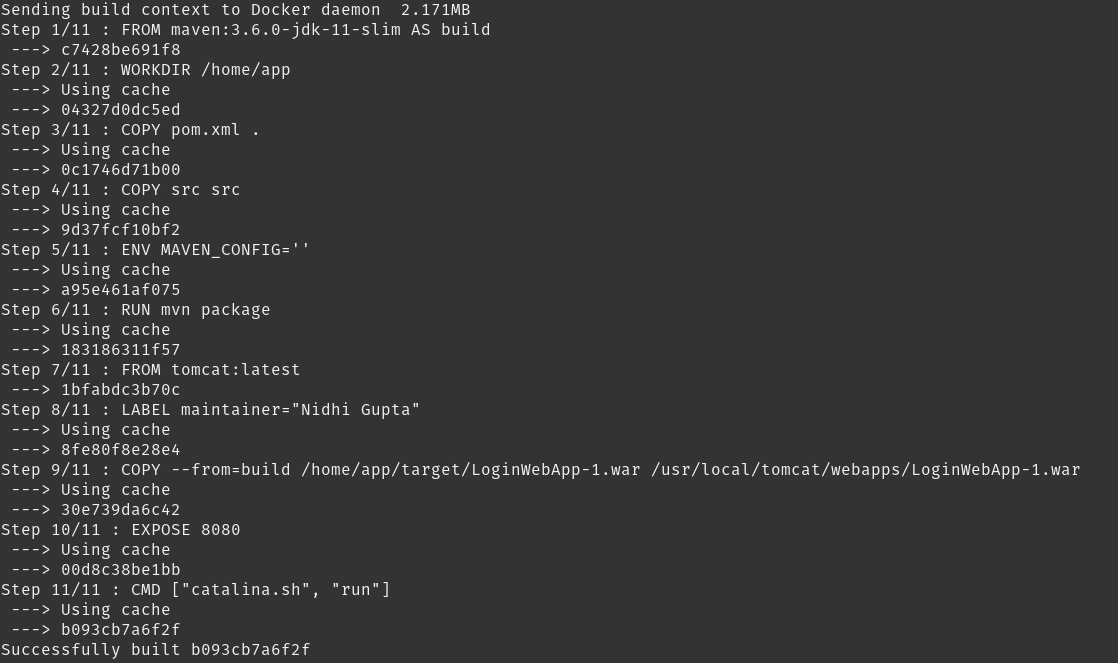 Sending build context to Docker daemon  2.171MB
Step 1/11 : FROM maven:3.6.0-jdk-11-slim AS build
 ---> c7428be691f8
Step 2/11 : WORKDIR /home/app
 ---> Using cache
 ---> 04327d0dc5ed
Step 3/11 : COPY pom.xml .
 ---> Using cache
 ---> 0c1746d71b00
Step 4/11 : COPY src src
 ---> Using cache
 ---> 9d37fcf10bf2
Step 5/11 : ENV MAVEN_CONFIG=''
 ---> Using cache
 ---> a95e461af075
Step 6/11 : RUN mvn package
 ---> Using cache
 ---> 183186311f57
Step 7/11 : FROM tomcat:latest
 ---> 1bfabdc3b70c
Step 8/11 : LABEL maintainer="Nidhi Gupta"
 ---> Using cache
 ---> 8fe80f8e28e4
Step 9/11 : COPY --from=build /home/app/target/LoginWebApp-1.war /usr/local/tomcat/webapps/LoginWebApp-1.war
 ---> Using cache
 ---> 30e739da6c42
Step 10/11 : EXPOSE 8080
 ---> Using cache
 ---> 00d8c38be1bb
Step 11/11 : CMD ["catalina.sh", "run"]
 ---> Using cache
 ---> b093cb7a6f2f
Successfully built b093cb7a6f2f